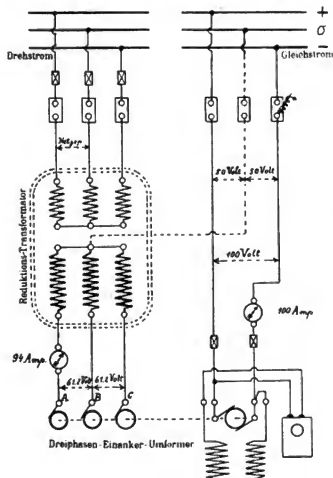 +
σ
−
Drehstrom
Gleichstrom
50 Volt
50 Volt
100 Volt
Reduktions-Transformator
100 Amp.
94 Amp.
61.2 Volt
61.2 Volt
A
B
C
Dreiphasen-Einanker-Umformer